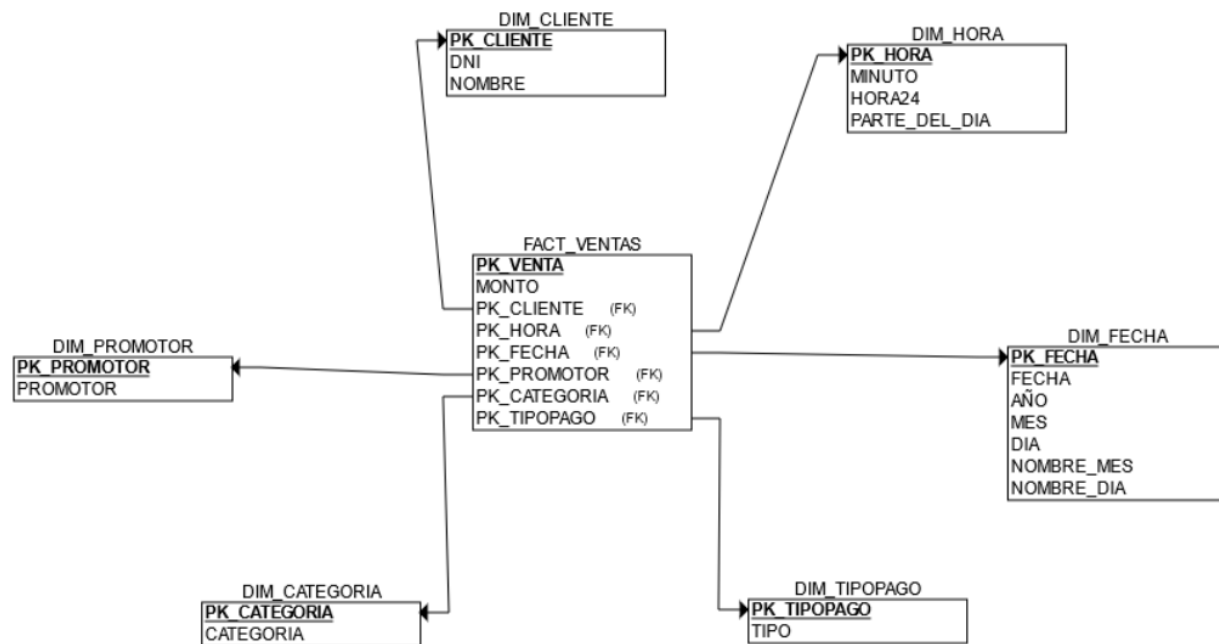 DIM_CLIENTE
PK_CLIENTE
DNI
NOMBRE
DIM_HORA
PK_HORA
MINUTO
HORA24
PARTE_DEL_DIA
FACT_VENTAS
PK_VENTA
MONTO
PK_CLIENTE (FK)
PK_HORA (FK)
PK_FECHA (FK)
PK_PROMOTOR (FK)
PK_CATEGORIA (FK)
PK_TIPOPAGO (FK)
DIM_PROMOTOR
PK_PROMOTOR
PROMOTOR
DIM_FECHA
PK_FECHA
FECHA
AÑO
MES
DIA
NOMBRE_MES
NOMBRE_DIA
DIM_CATEGORIA
PK_CATEGORIA
CATEGORIA
DIM_TIPOPAGO
PK_TIPOPAGO
TIPO